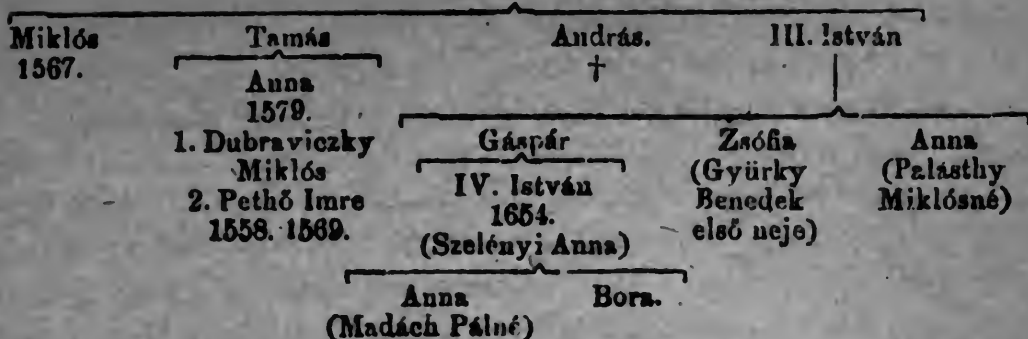 Miklós Tamás András. III. István
1567. †
Anna
1579.
1. Dubraviczky Gáspár Zsófia Anna
Miklós IV. István (Gyürky (Palásthy
2. Pethő Imre 1654. Benedek Miklósné)
1558. 1569. (Szelényi Anna) első neje)
Anna Bora.
(Madách Pálné)